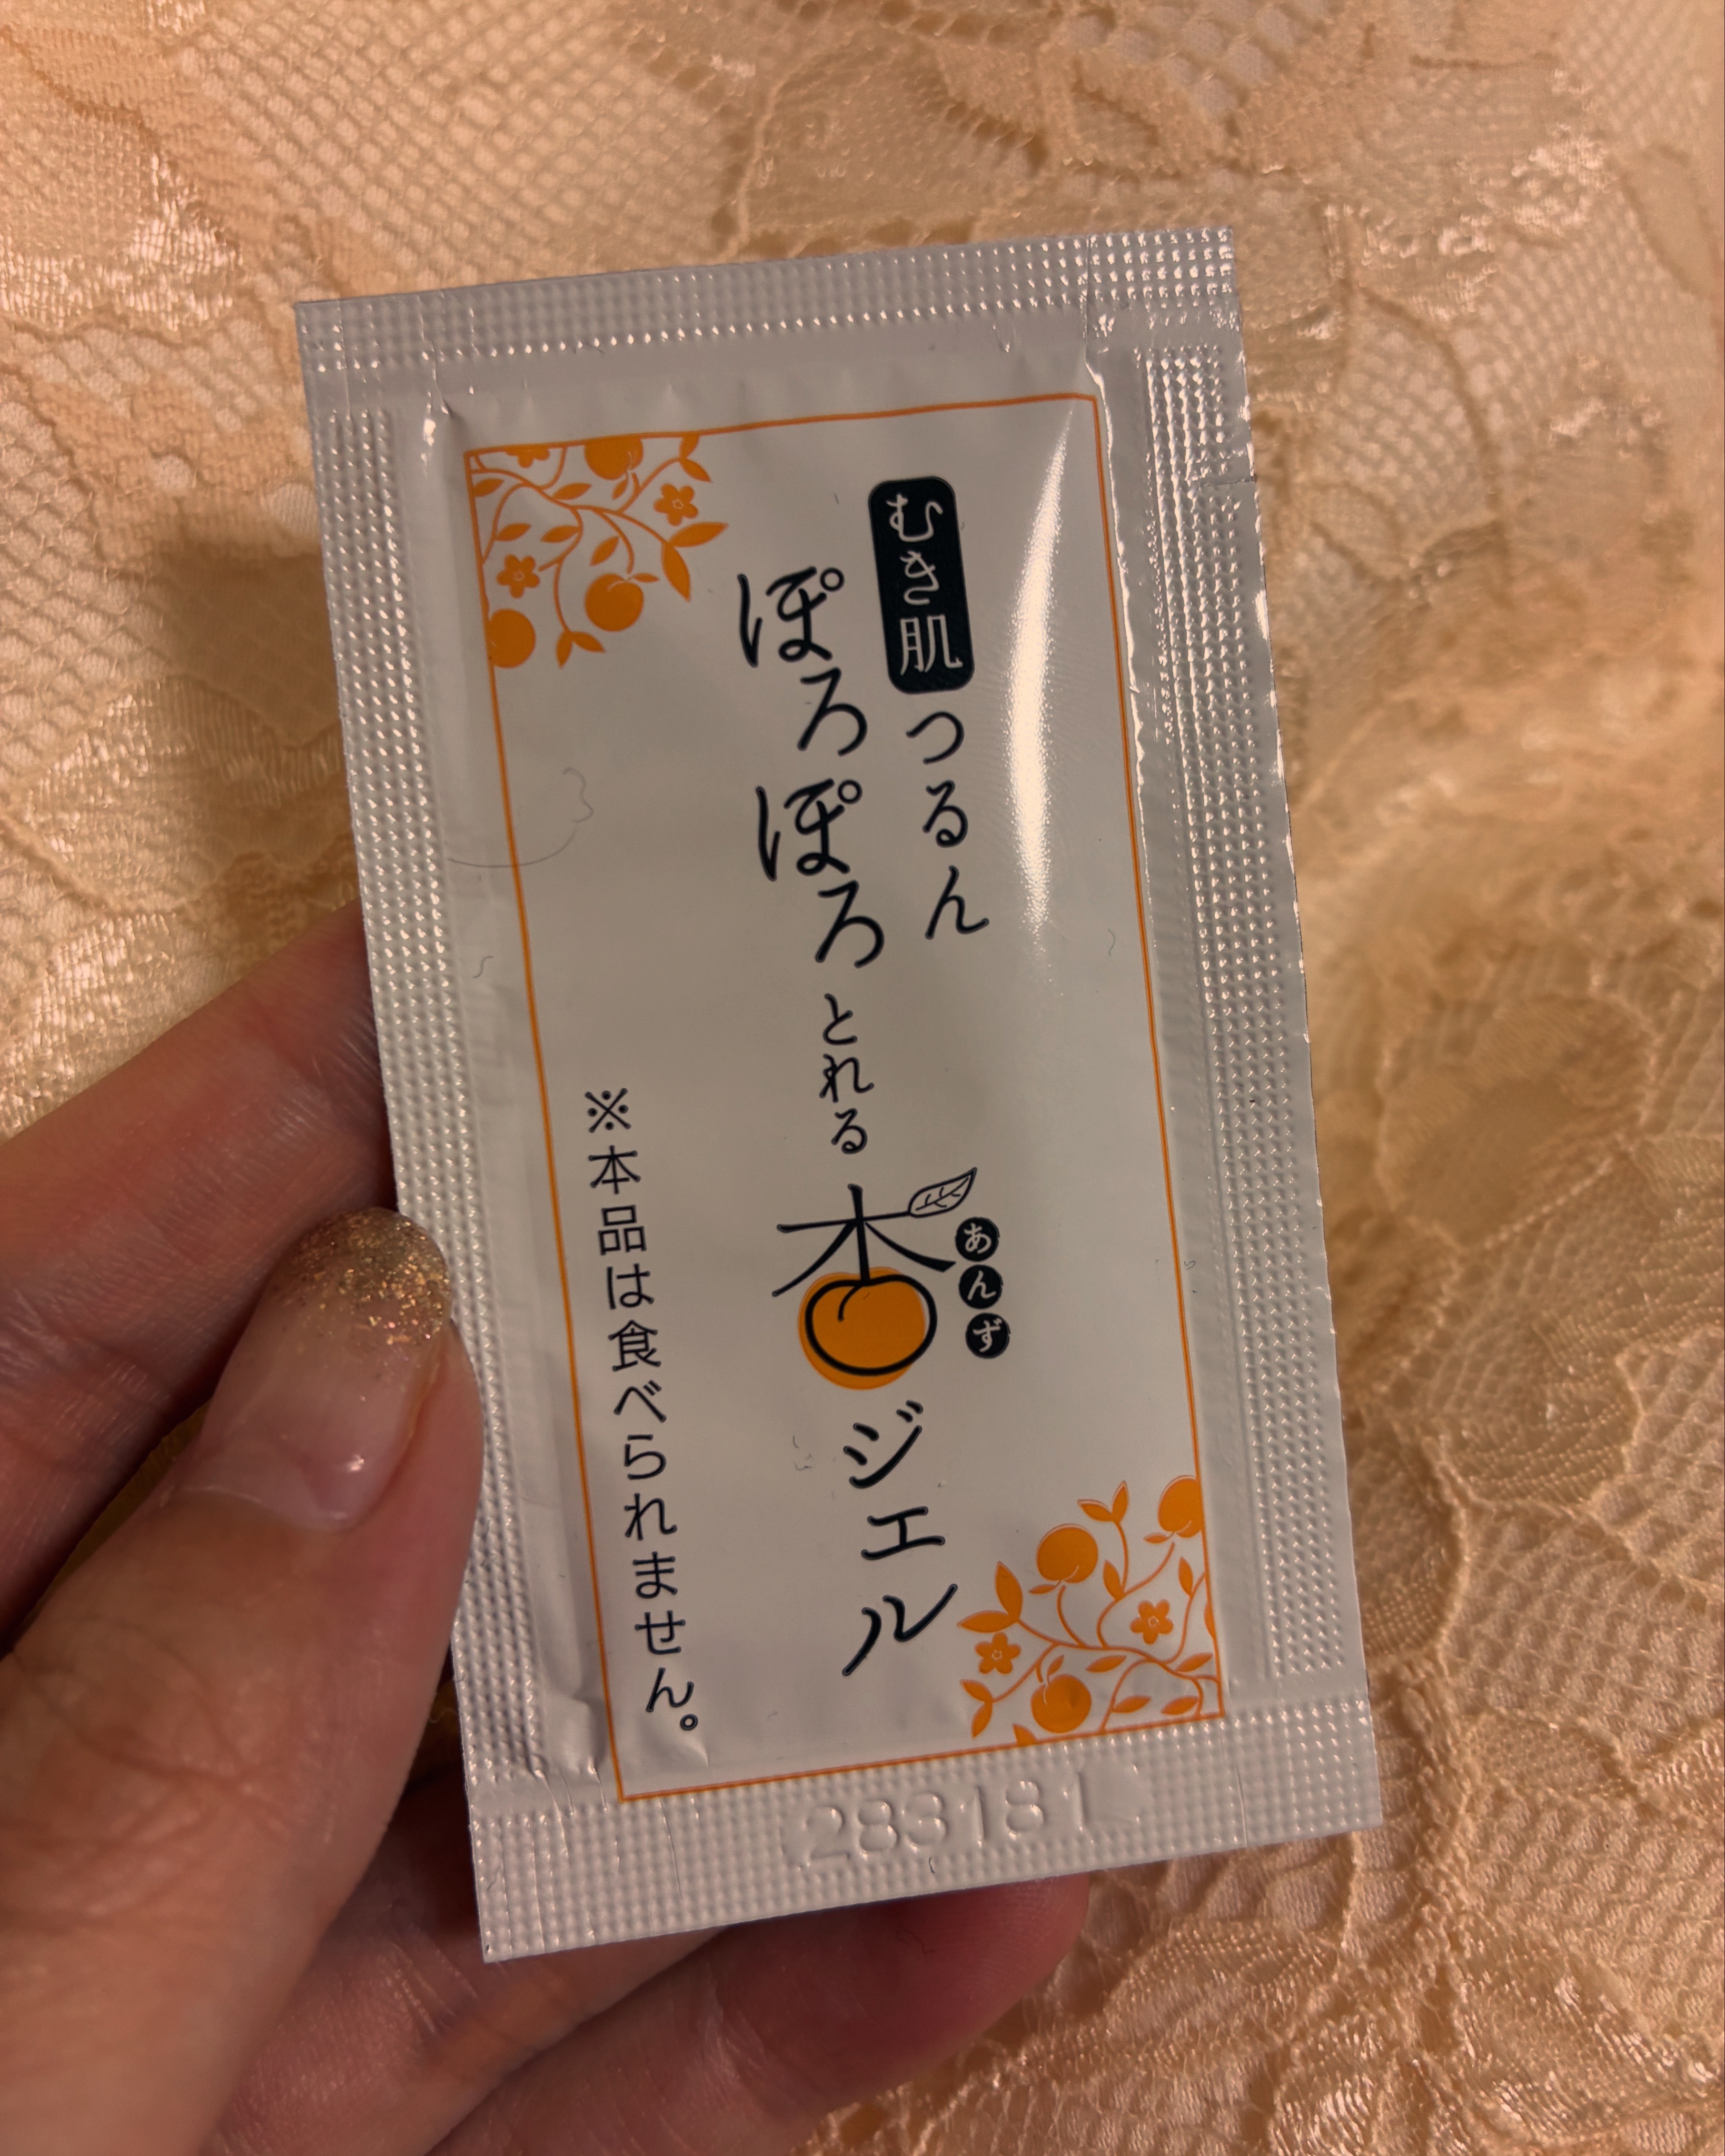 むき肌つるん
ぽろぽろとれる杏ジェル
あんず
※本品は食べられません。
283181